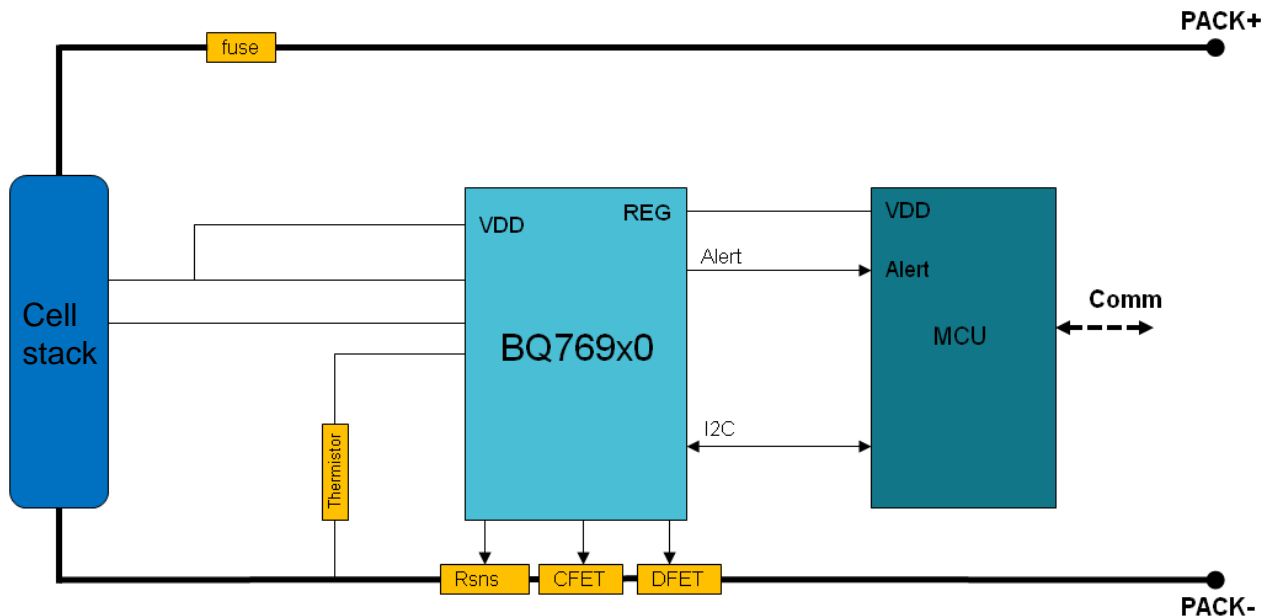 PACK+
fuse
VDD
REG
VDD
Alert
Alert
Comm
Cell
stack
BQ769x0
MCU
Thermistor
I2C
Rsns
CFET
DFET
PACK-